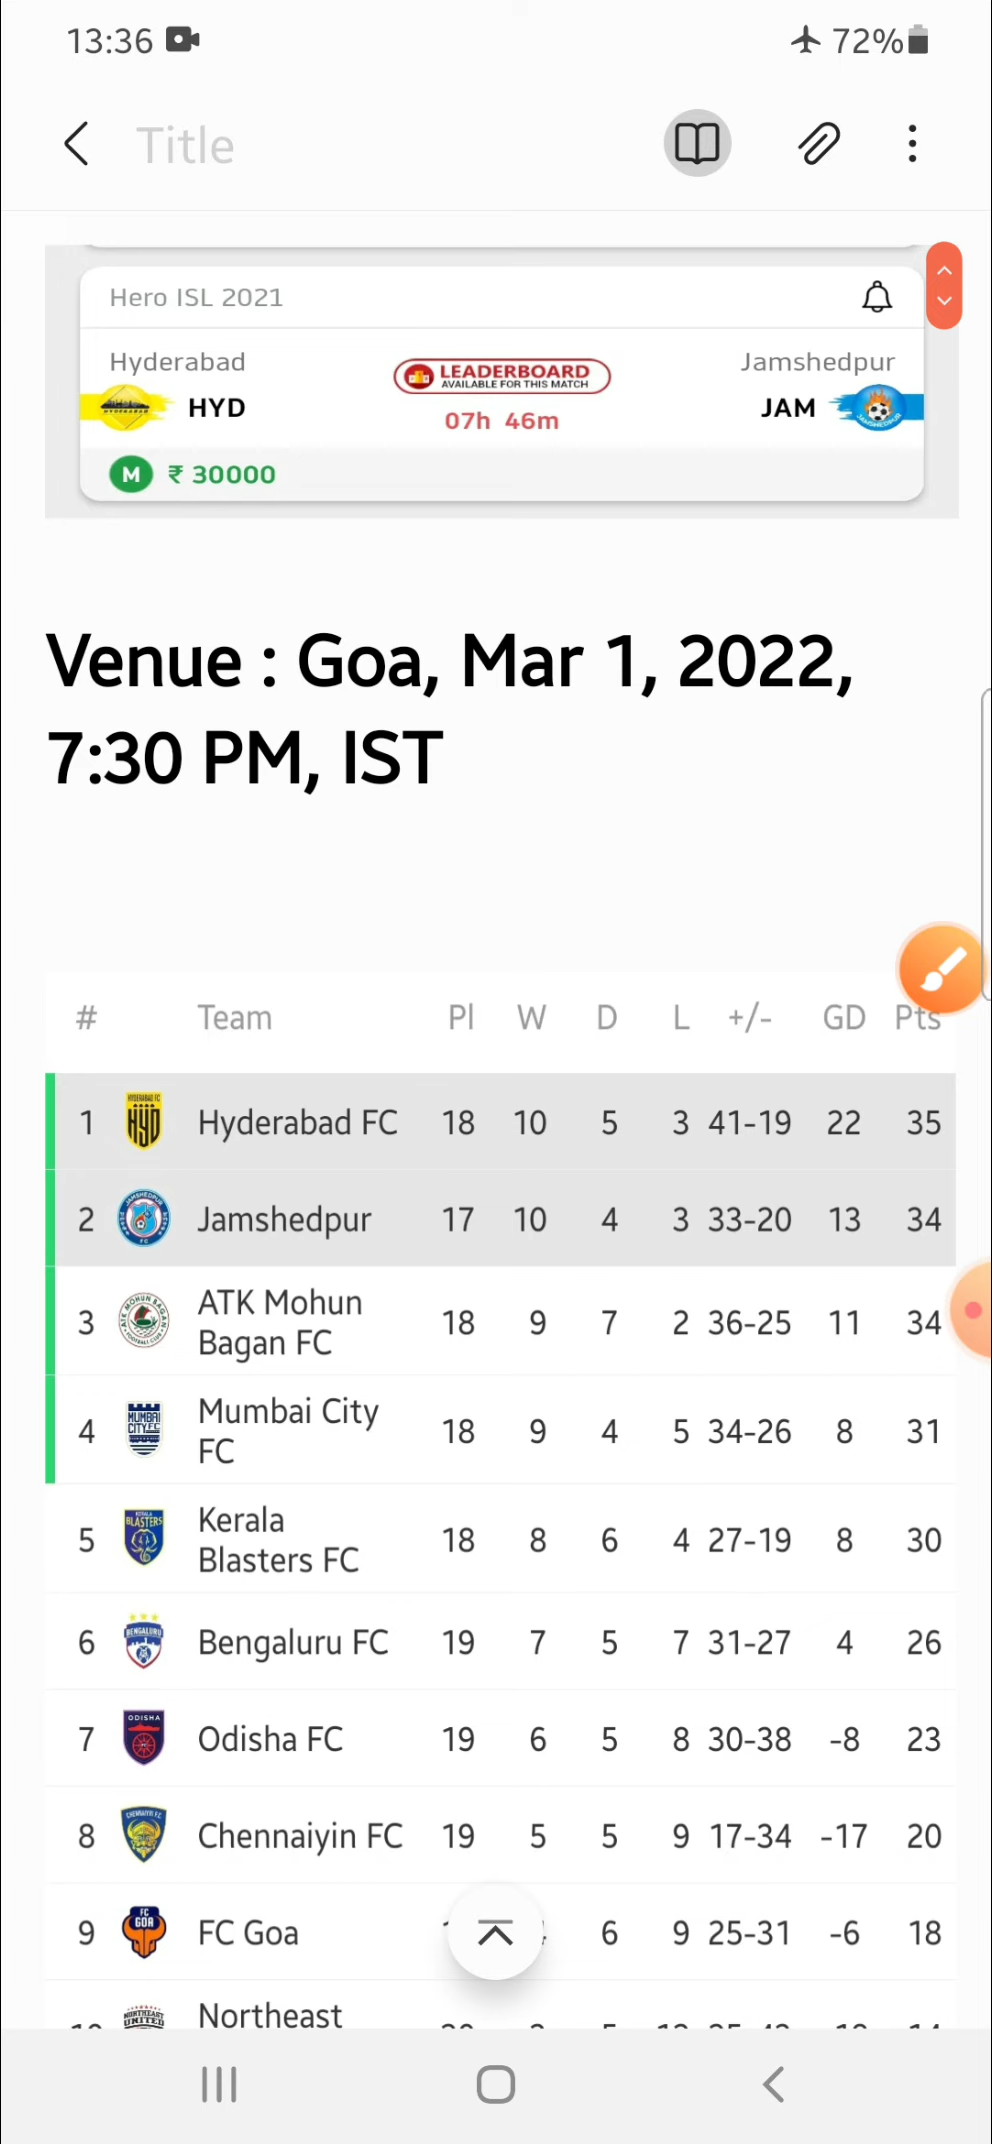 13:36 72%
Title
Hero ISL 2021
Hyderabad LEADERBOARD Jamshedpur
AVAILABLE FOR THIS MATCH
HYD 07h 46m JAM
M ₹ 30000
Venue : Goa, Mar 1, 2022,
7:30 PM, IST
# Team Pl W D L +/- GD Pts
1 Hyderabad FC 18 10 5 3 41-19 22 35
2 Jamshedpur 17 10 4 3 33-20 13 34
3 ATK Mohun Bagan FC 18 9 7 2 36-25 11 34
4 Mumbai City FC 18 9 4 5 34-26 8 31
5 Kerala Blasters FC 18 8 6 4 27-19 8 30
6 Bengaluru FC 19 7 5 7 31-27 4 26
7 Odisha FC 19 6 5 8 30-38 -8 23
8 Chennaiyin FC 19 5 5 9 17-34 -17 20
9 FC Goa 6 9 25-31 -6 18
Northeast